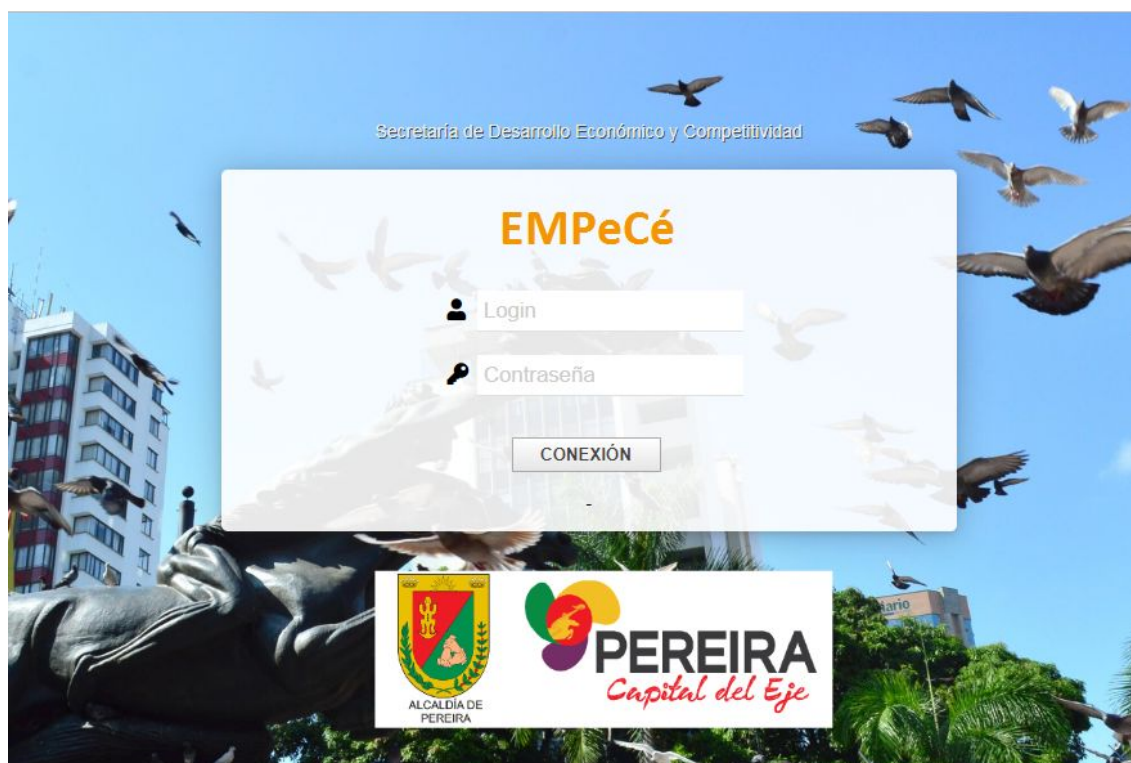 Secretaría de Desarrollo Económico y Competitividad
EMPeCé
Login
Contraseña
CONEXIÓN
-
ALCALDÍA DE
PEREIRA
PEREIRA
Capital del Eje